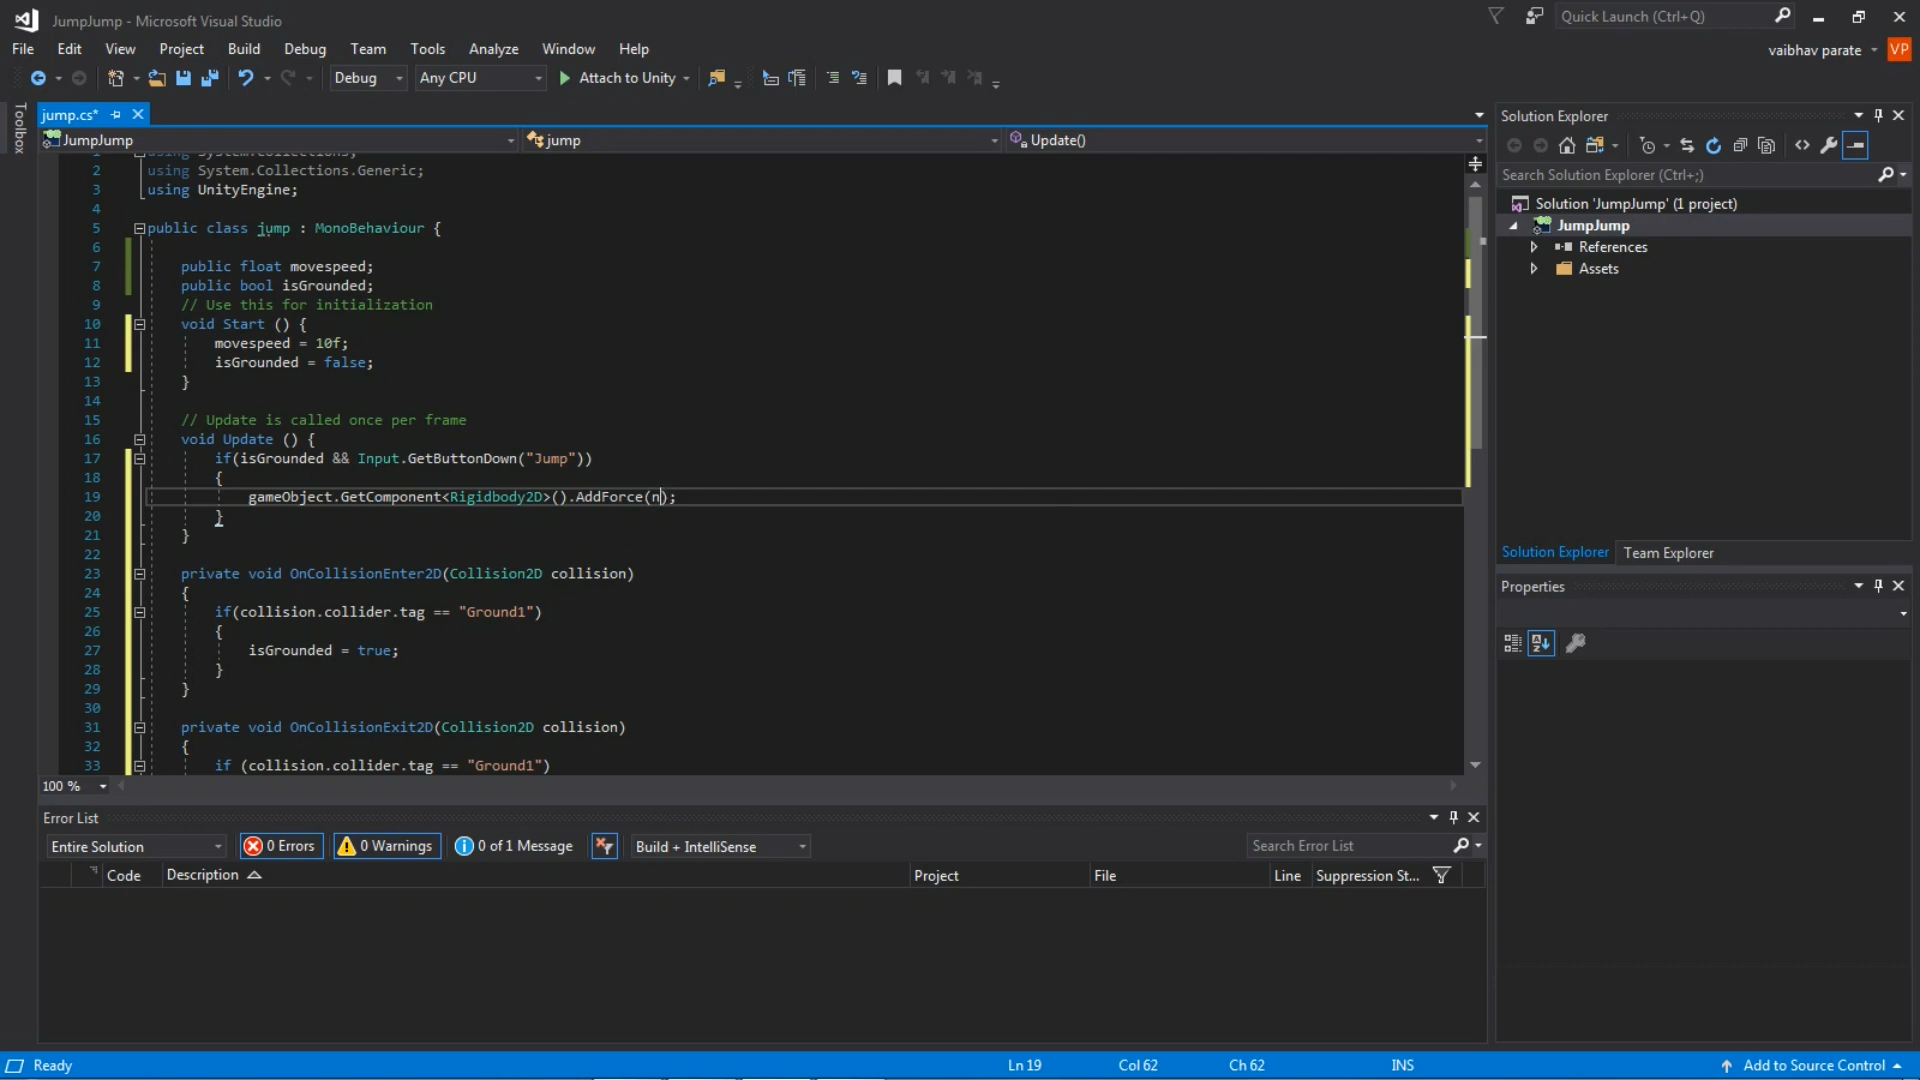 JumpJump - Microsoft Visual Studio
Quick Launch (Ctrl+Q)
File Edit View Project Build Debug Team Tools Analyze Window Help
vaibhav parate VP
Debug Any CPU Attach to Unity
Toolbox
jump.cs*
JumpJump jump Update()
1 using System.Collections;
2 using System.Collections.Generic;
3 using UnityEngine;
4
5 public class jump : MonoBehaviour {
6
7 public float movespeed;
8 public bool isGrounded;
9 // Use this for initialization
10 void Start () {
11 movespeed = 10f;
12 isGrounded = false;
13 }
14
15 // Update is called once per frame
16 void Update () {
17 if(isGrounded && Input.GetButtonDown("Jump"))
18 {
19 gameObject.GetComponent<Rigidbody2D>().AddForce(n);
20 }
21 }
22
23 private void OnCollisionEnter2D(Collision2D collision)
24 {
25 if(collision.collider.tag == "Ground1")
26 {
27 isGrounded = true;
28 }
29 }
30
31 private void OnCollisionExit2D(Collision2D collision)
32 {
33 if (collision.collider.tag == "Ground1")
100 %
Error List
Entire Solution 0 Errors 0 Warnings 0 of 1 Message Build + IntelliSense Search Error List
Code Description Project File Line Suppression St...
Solution Explorer
Search Solution Explorer (Ctrl+;)
Solution 'JumpJump' (1 project)
JumpJump
References
Assets
Solution Explorer Team Explorer
Properties
Ready Ln 19 Col 62 Ch 62 INS Add to Source Control